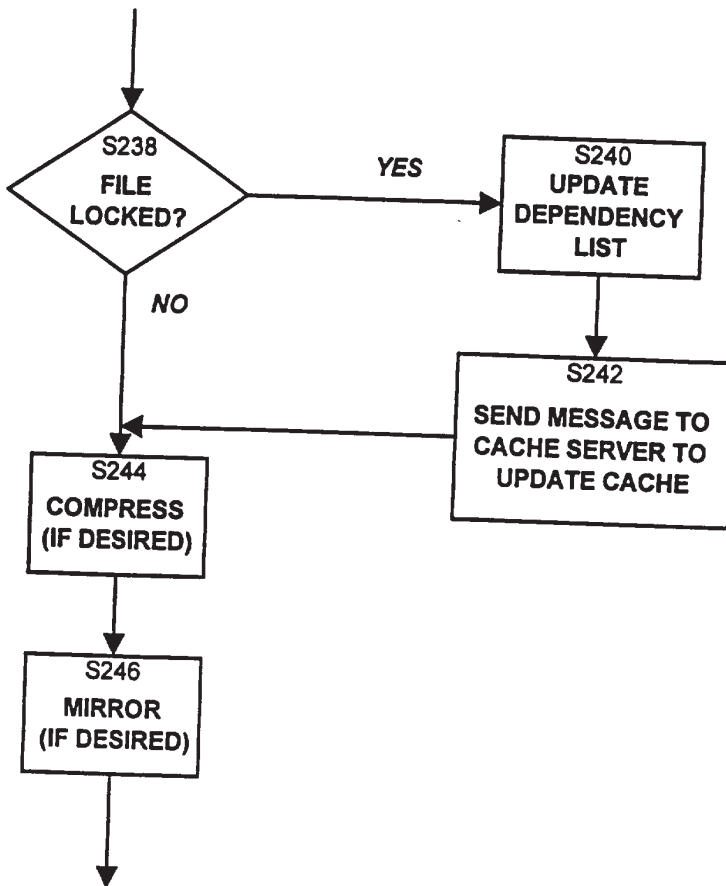 S238
FILE
LOCKED?
YES
S240
UPDATE
DEPENDENCY
LIST
NO
S242
SEND MESSAGE TO
CACHE SERVER TO
UPDATE CACHE
S244
COMPRESS
(IF DESIRED)
S246
MIRROR
(IF DESIRED)